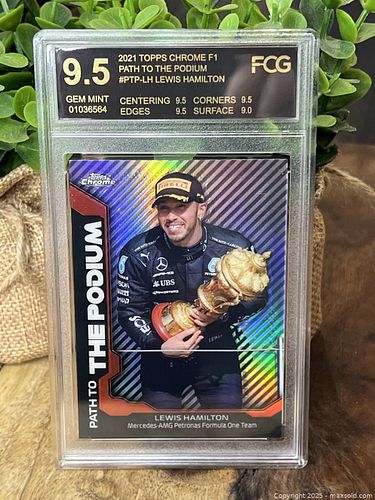 9.5
GEM MINT
01036564
2021 TOPPS CHROME F1
PATH TO THE PODIUM
#PTP-LH LEWIS HAMILTON
CENTERING 9.5 CORNERS 9.5
EDGES 9.5 SURFACE 9.0
FCG
Topps
Chrome
PIRELLI
UBS
PATH TO THE PODIUM
LEWIS HAMILTON
Mercedes-AMG Petronas Formula One Team
Copyright 2025 - maxsold.com